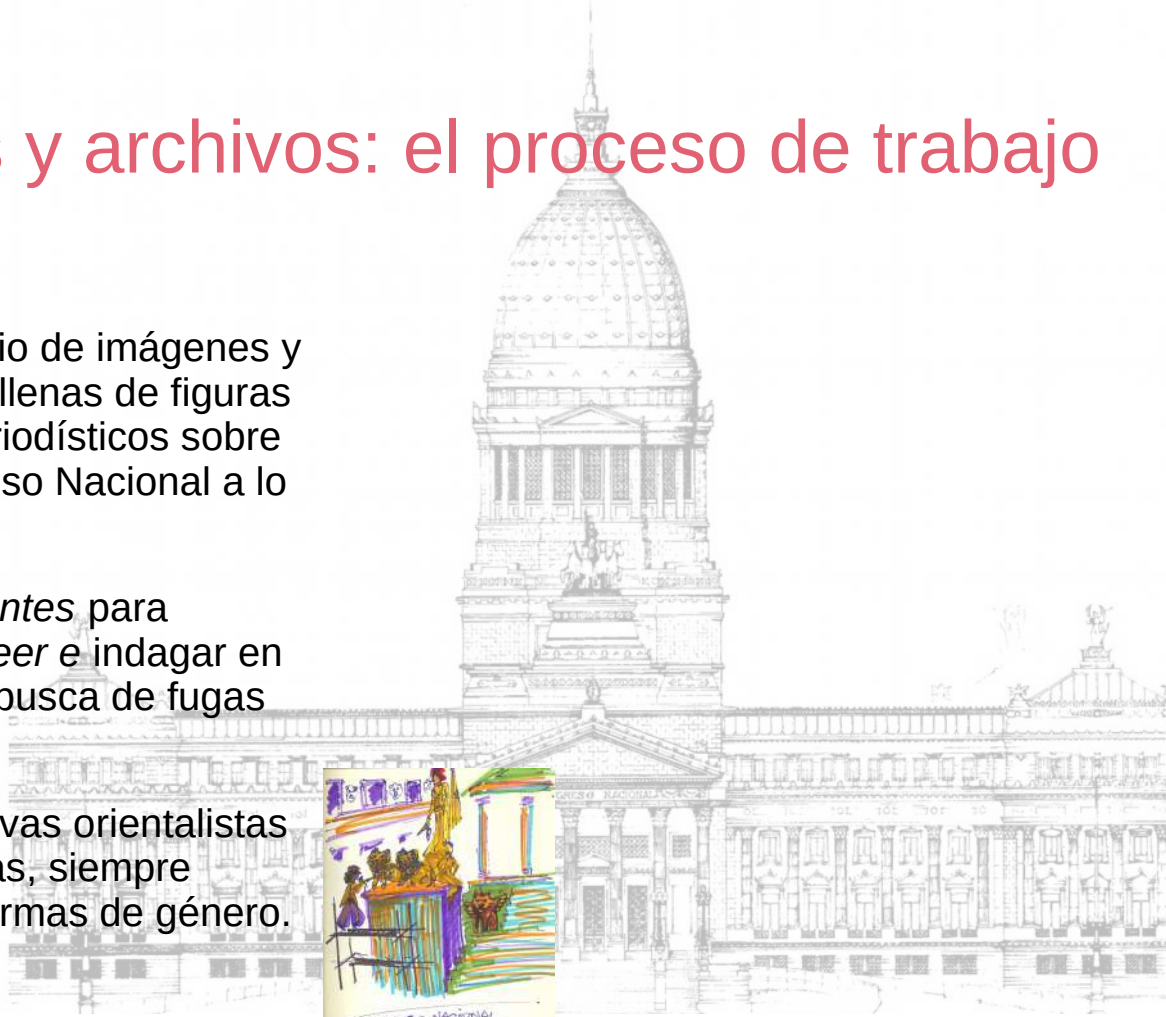 s y archivos: el proceso de trabajo
io de imágenes y
llenas de figuras
riodísticos sobre
so Nacional a lo
ntes para
eer e indagar en
busca de fugas
vas orientalistas
as, siempre
rmas de género.
NACIONAL